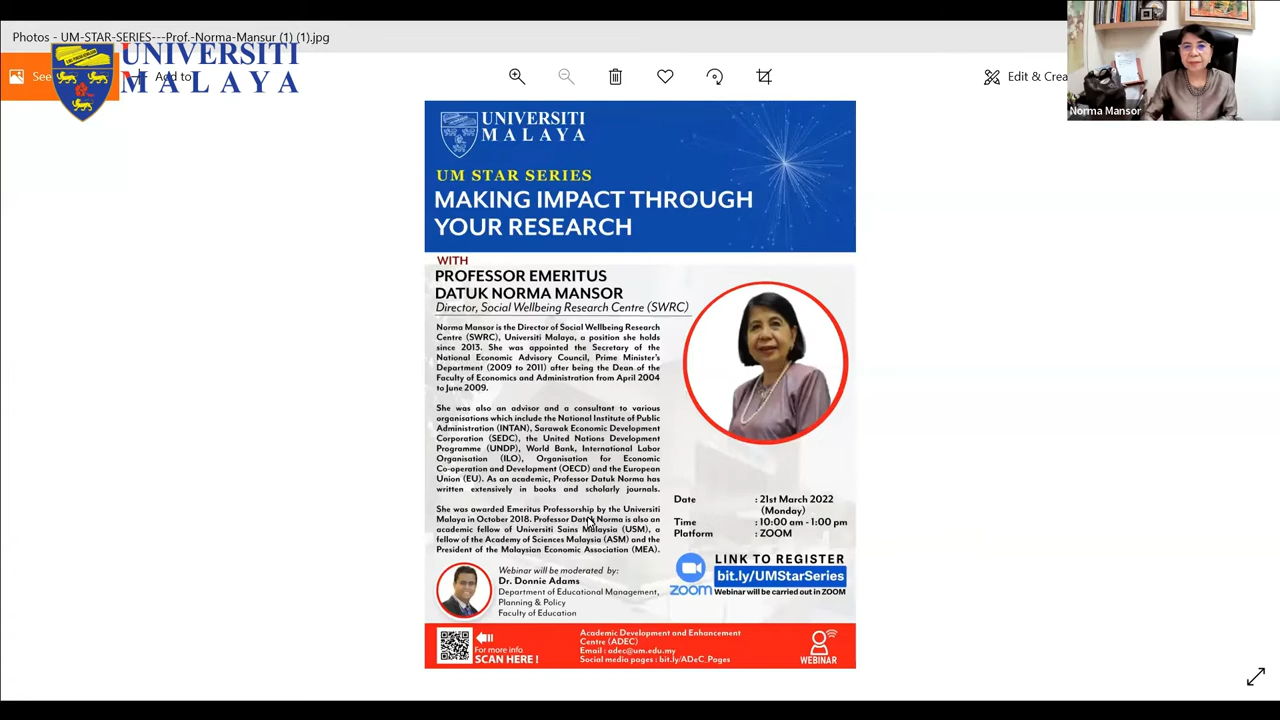 Photos - UM-STAR-SERIES---Prof.-Norma-Mansur (1) (1).jpg
UNIVERSITI
MALAYA
See
Add to
Edit & Crea
Norma Mansor
UNIVERSITI
MALAYA
UM STAR SERIES
MAKING IMPACT THROUGH
YOUR RESEARCH
WITH
PROFESSOR EMERITUS
DATUK NORMA MANSOR
Director, Social Wellbeing Research Centre (SWRC)
Norma Mansor is the Director of Social Wellbeing Research
Centre (SWRC), Universiti Malaya, a position she holds
since 2013. She was appointed the Secretary of the
National Economic Advisory Council, Prime Minister's
Department (2009 to 2011) after being the Dean of the
Faculty of Economics and Administration from April 2004
to June 2009.
She was also an advisor and a consultant to various
organisations which include the National Institute of Public
Administration (INTAN), Sarawak Economic Development
Corporation (SEDC), the United Nations Development
Programme (UNDP), World Bank, International Labor
Organisation (ILO), Organisation for Economic
Co-operation and Development (OECD) and the European
Union (EU). As an academic, Professor Datuk Norma has
written extensively in books and scholarly journals.
She was awarded Emeritus Professorship by the Universiti
Malaya in October 2018. Professor Datuk Norma is also an
academic fellow of Universiti Sains Malaysia (USM), a
fellow of the Academy of Sciences Malaysia (ASM) and the
President of the Malaysian Economic Association (MEA).
Date : 21st March 2022
(Monday)
Time : 10:00 am - 1:00 pm
Platform : ZOOM
LINK TO REGISTER
bit.ly/UMStarSeries
zoom
Webinar will be carried out in ZOOM
Webinar will be moderated by:
Dr. Donnie Adams
Department of Educational Management,
Planning & Policy
Faculty of Education
For more info
SCAN HERE !
Academic Development and Enhancement
Centre (ADEC)
Email : adec@um.edu.my
Social media pages : bit.ly/ADeC_Pages
WEBINAR